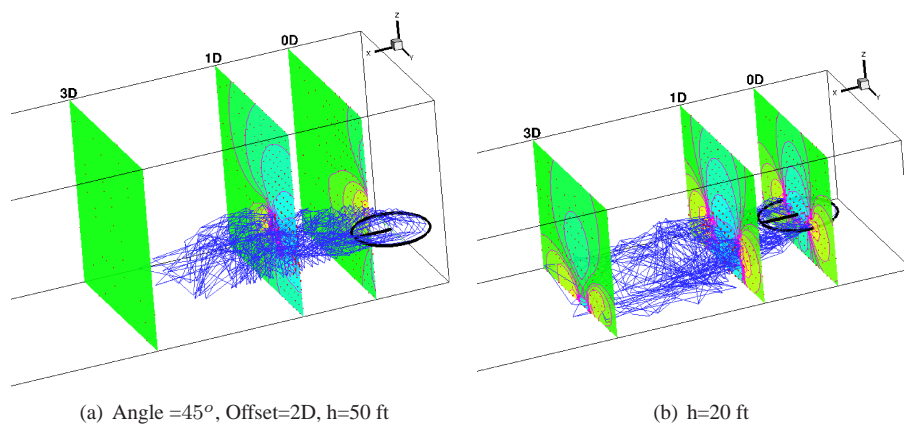 0D
1D
3D
z
x
Y
0D
1D
3D
z
x
Y
(a) Angle =45°, Offset=2D, h=50 ft
(b) h=20 ft